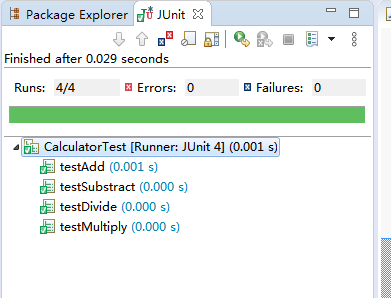 Package Explorer JUnit
Finished after 0.029 seconds
Runs: 4/4 Errors: 0 Failures: 0
CalculatorTest [Runner: JUnit 4] (0.001 s)
testAdd (0.001 s)
testSubstract (0.000 s)
testDivide (0.000 s)
testMultiply (0.000 s)